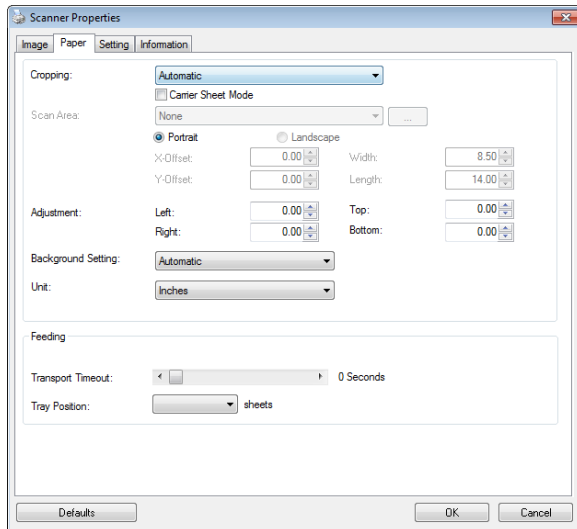 Scanner Properties
Image Paper Setting Information
Cropping: Automatic
Carrier Sheet Mode
Scan Area: None ...
Portrait Landscape
X-Offset: 0.00 Width: 8.50
Y-Offset: 0.00 Length: 14.00
Adjustment: Left: 0.00 Top: 0.00
Right: 0.00 Bottom: 0.00
Background Setting: Automatic
Unit: Inches
Feeding
Transport Timeout: 0 Seconds
Tray Position: sheets
Defaults OK Cancel